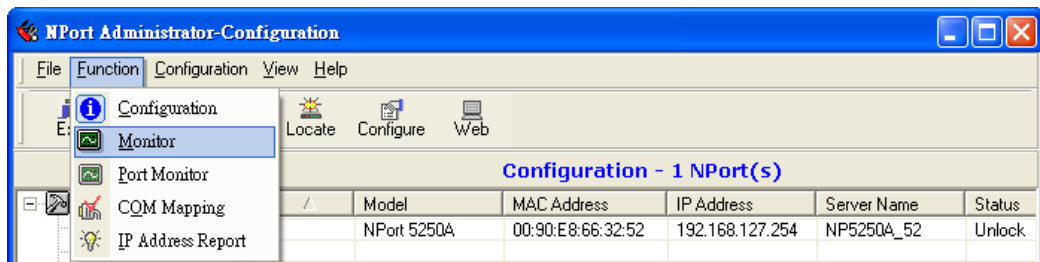 NPort Administrator-Configuration
File Function Configuration View Help
Locate Configure Web
Configuration
Monitor
Port Monitor
COM Mapping
IP Address Report
Configuration - 1 NPort(s)
Model MAC Address IP Address Server Name Status
NPort 5250A 00:90:E8:66:32:52 192.168.127.254 NP5250A_52 Unlock